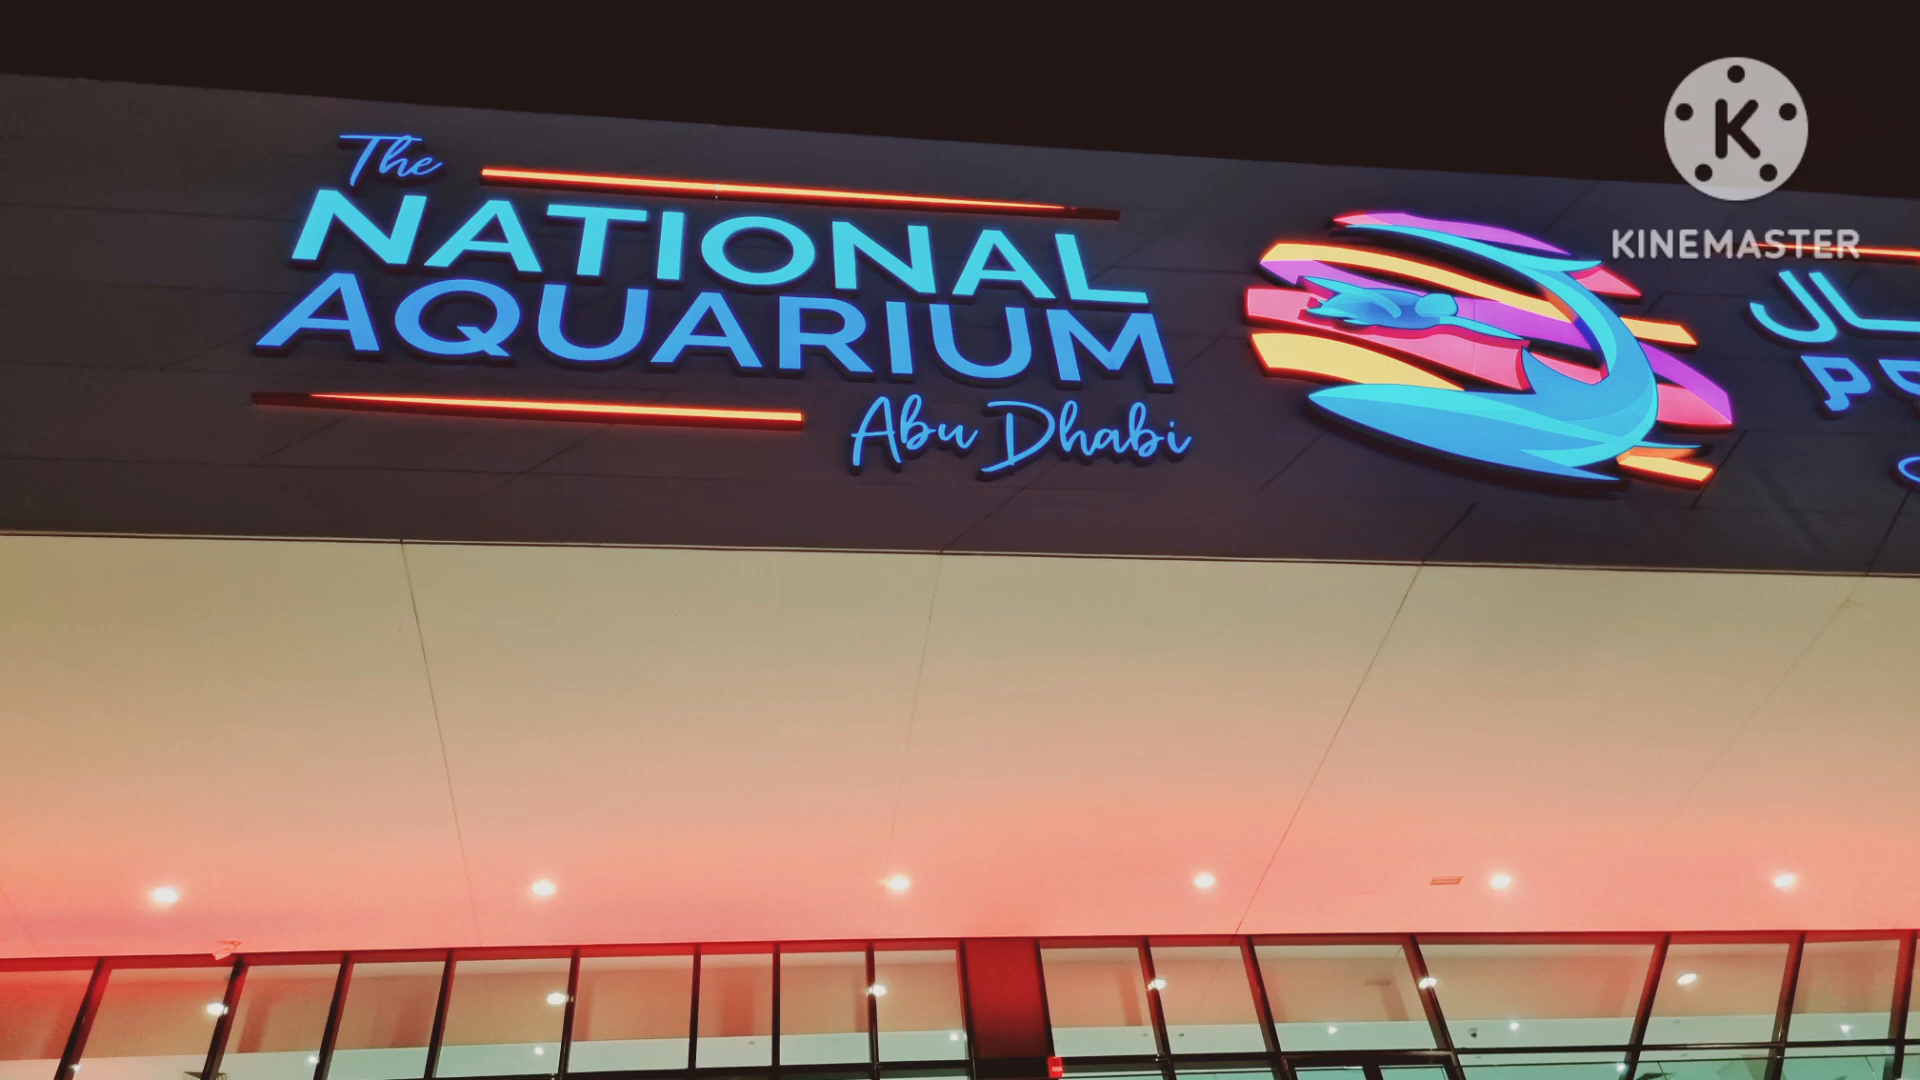 The
NATIONAL
AQUARIUM
Abu Dhabi
K
KINEMASTER